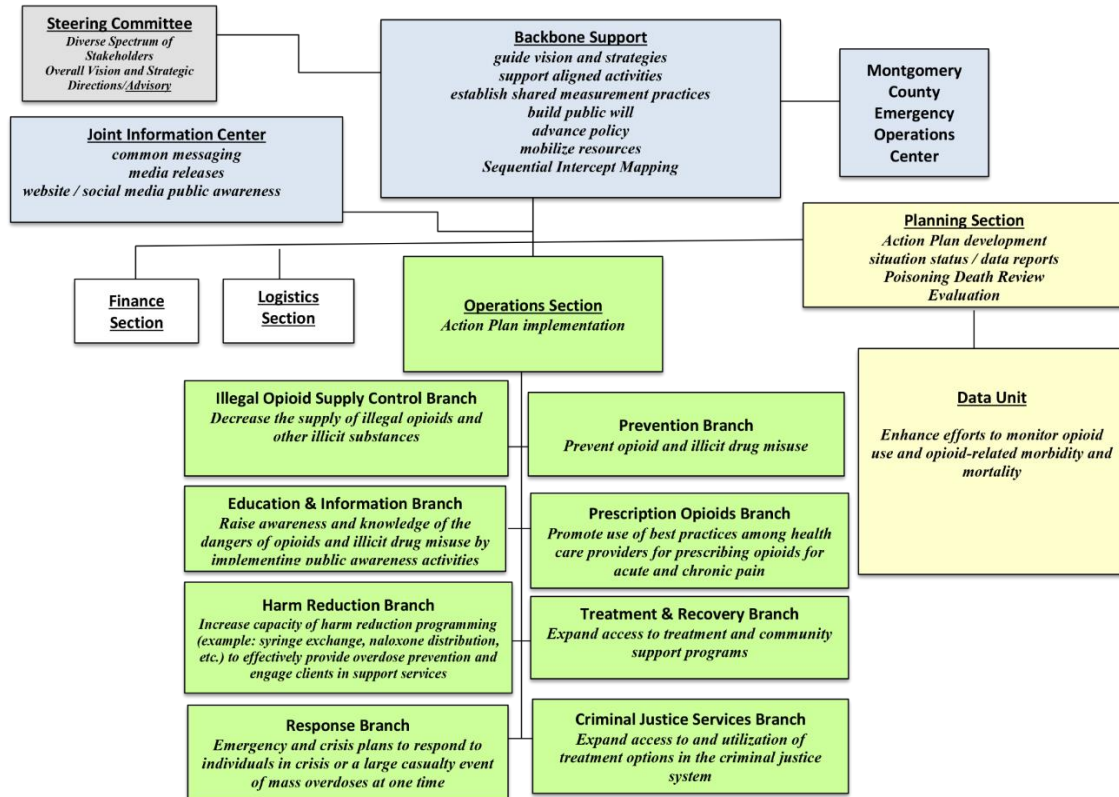 Steering Committee
Diverse Spectrum of
Stakeholders
Overall Vision and Strategic
Directions/Advisory
Backbone Support
guide vision and strategies
support aligned activities
establish shared measurement practices
build public will
advance policy
mobilize resources
Sequential Intercept Mapping
Montgomery
County
Emergency
Operations
Center
Joint Information Center
common messaging
media releases
website / social media public awareness
Planning Section
Action Plan development
situation status / data reports
Poisoning Death Review
Evaluation
Finance
Section
Logistics
Section
Operations Section
Action Plan implementation
Data Unit
Enhance efforts to monitor opioid
use and opioid-related morbidity and
mortality
Illegal Opioid Supply Control Branch
Decrease the supply of illegal opioids and
other illicit substances
Prevention Branch
Prevent opioid and illicit drug misuse
Education & Information Branch
Raise awareness and knowledge of the
dangers of opioids and illicit drug misuse by
implementing public awareness activities
Prescription Opioids Branch
Promote use of best practices among health
care providers for prescribing opioids for
acute and chronic pain
Harm Reduction Branch
Increase capacity of harm reduction programming
(example: syringe exchange, naloxone distribution,
etc.) to effectively provide overdose prevention and
engage clients in support services
Treatment & Recovery Branch
Expand access to treatment and community
support programs
Response Branch
Emergency and crisis plans to respond to
individuals in crisis or a large casualty event
of mass overdoses at one time
Criminal Justice Services Branch
Expand access to and utilization of
treatment options in the criminal justice
system